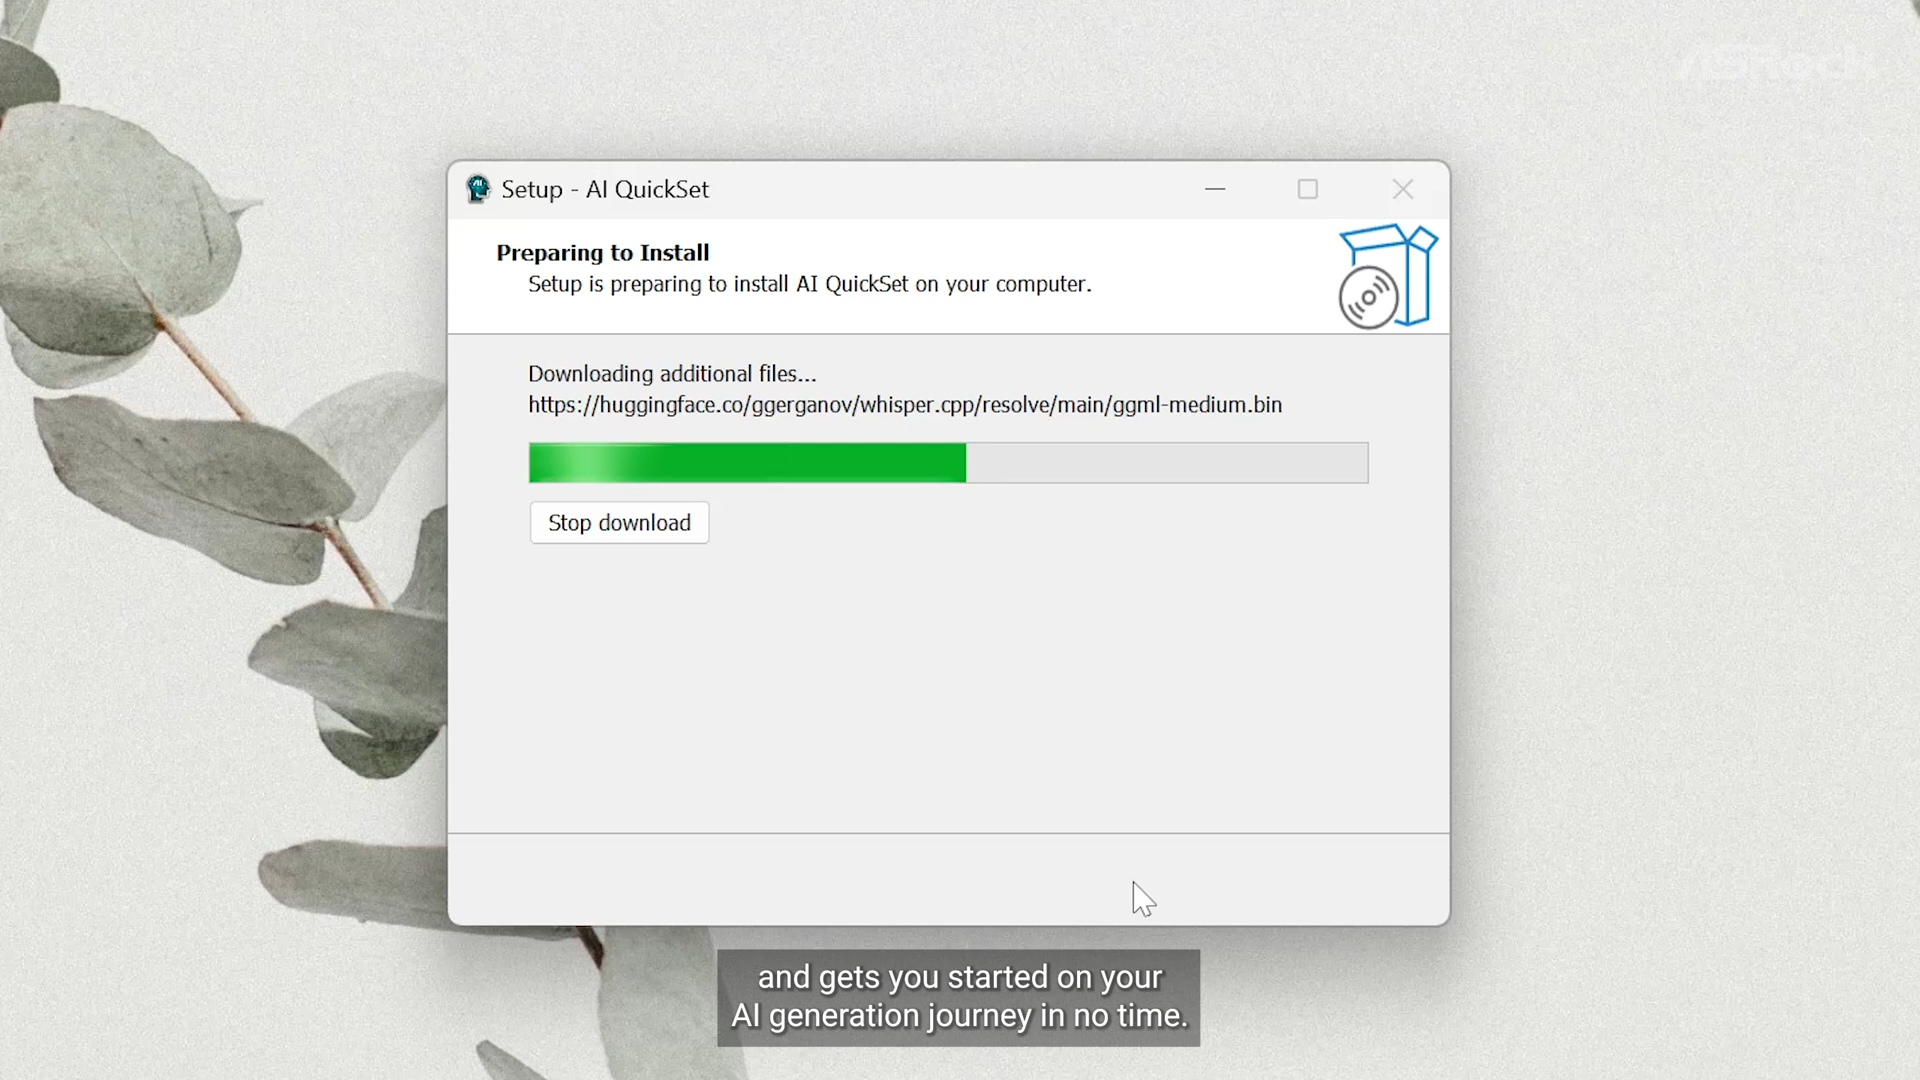 ASRock
Setup - AI QuickSet
Preparing to Install
Setup is preparing to install AI QuickSet on your computer.
Downloading additional files...
https://huggingface.co/ggerganov/whisper.cpp/resolve/main/ggml-medium.bin
Stop download
and gets you started on your
AI generation journey in no time.